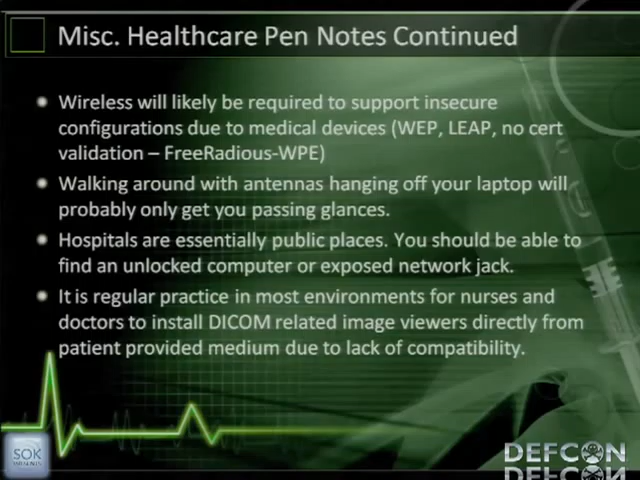 Misc. Healthcare Pen Notes Continued
Wireless will likely be required to support insecure
configurations due to medical devices (WEP, LEAP, no cert
validation – FreeRadious-WPE)
Walking around with antennas hanging off your laptop will
probably only get you passing glances.
Hospitals are essentially public places. You should be able to
find an unlocked computer or exposed network jack.
It is regular practice in most environments for nurses and
doctors to install DICOM related image viewers directly from
patient provided medium due to lack of compatibility.
SOK
DEFCON